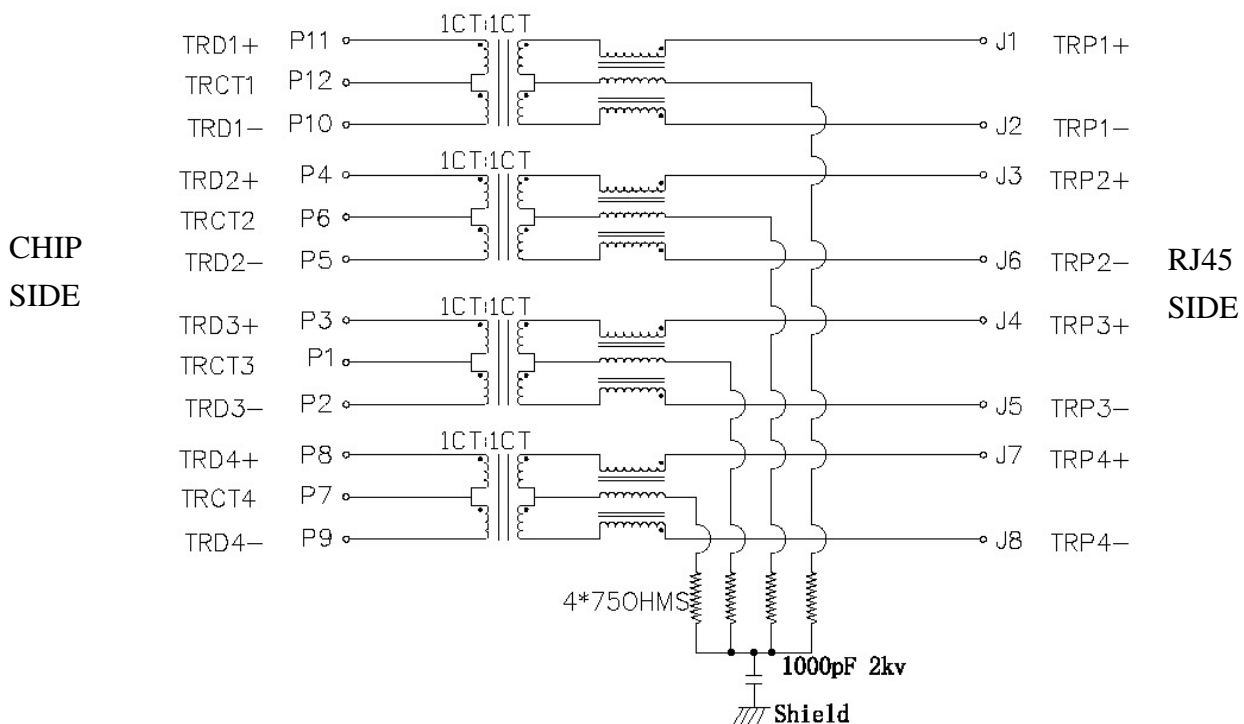 1CT:1CT
TRD1+ P11 J1 TRP1+
TRCT1 P12
TRD1- P10 J2 TRP1-
1CT:1CT
TRD2+ P4 J3 TRP2+
TRCT2 P6
TRD2- P5 J6 TRP2-
CHIP
SIDE
RJ45
SIDE
1CT:1CT
TRD3+ P3 J4 TRP3+
TRCT3 P1
TRD3- P2 J5 TRP3-
1CT:1CT
TRD4+ P8 J7 TRP4+
TRCT4 P7
TRD4- P9 J8 TRP4-
4*75OHMS
1000pF 2kv
Shield